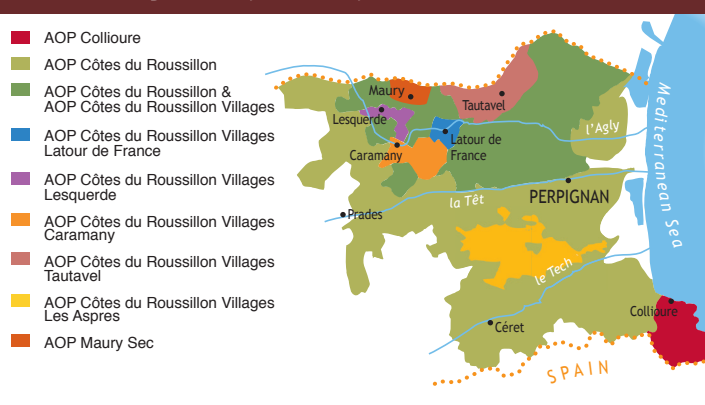 AOP Collioure
AOP Côtes du Roussillon
AOP Côtes du Roussillon &
AOP Côtes du Roussillon Villages
AOP Côtes du Roussillon Villages
Latour de France
AOP Côtes du Roussillon Villages
Lesquerde
AOP Côtes du Roussillon Villages
Caramany
AOP Côtes du Roussillon Villages
Tautavel
AOP Côtes du Roussillon Villages
Les Aspres
AOP Maury Sec
Maury
Tautavel
Lesquerde
l'Agly
Latour de
France
Caramany
Mediterranean Sea
PERPIGNAN
la Têt
Prades
le Tech
Collioure
Céret
SPAIN